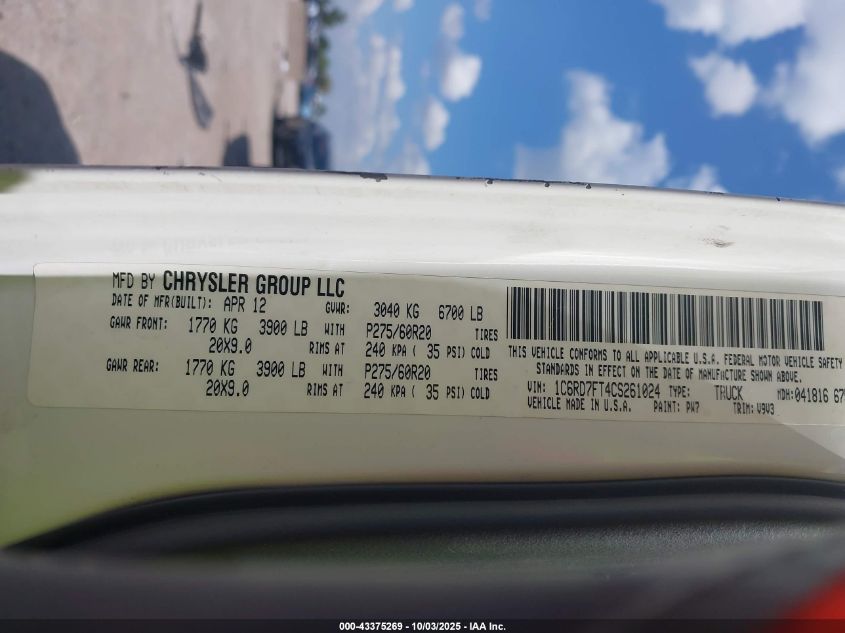 MFD BY CHRYSLER GROUP LLC
DATE OF MFR(BUILT): APR 12 GVWR: 3040 KG 6700 LB
GAWR FRONT: 1770 KG 3900 LB WITH P275/60R20 TIRES
20X9.0 RIMS AT 240 KPA ( 35 PSI) COLD
GAWR REAR: 1770 KG 3900 LB WITH P275/60R20 TIRES
20X9.0 RIMS AT 240 KPA ( 35 PSI) COLD
THIS VEHICLE CONFORMS TO ALL APPLICABLE U.S.A. FEDERAL MOTOR VEHICLE SAFETY
STANDARDS IN EFFECT ON THE DATE OF MANUFACTURE SHOWN ABOVE.
VIN: 1C6RD7FT4CS261024 TYPE: TRUCK MDH: 041816
VEHICLE MADE IN U.S.A. PAINT: PW7 TRIM: V9V3
000-43375269 - 10/03/2025 - IAA Inc.